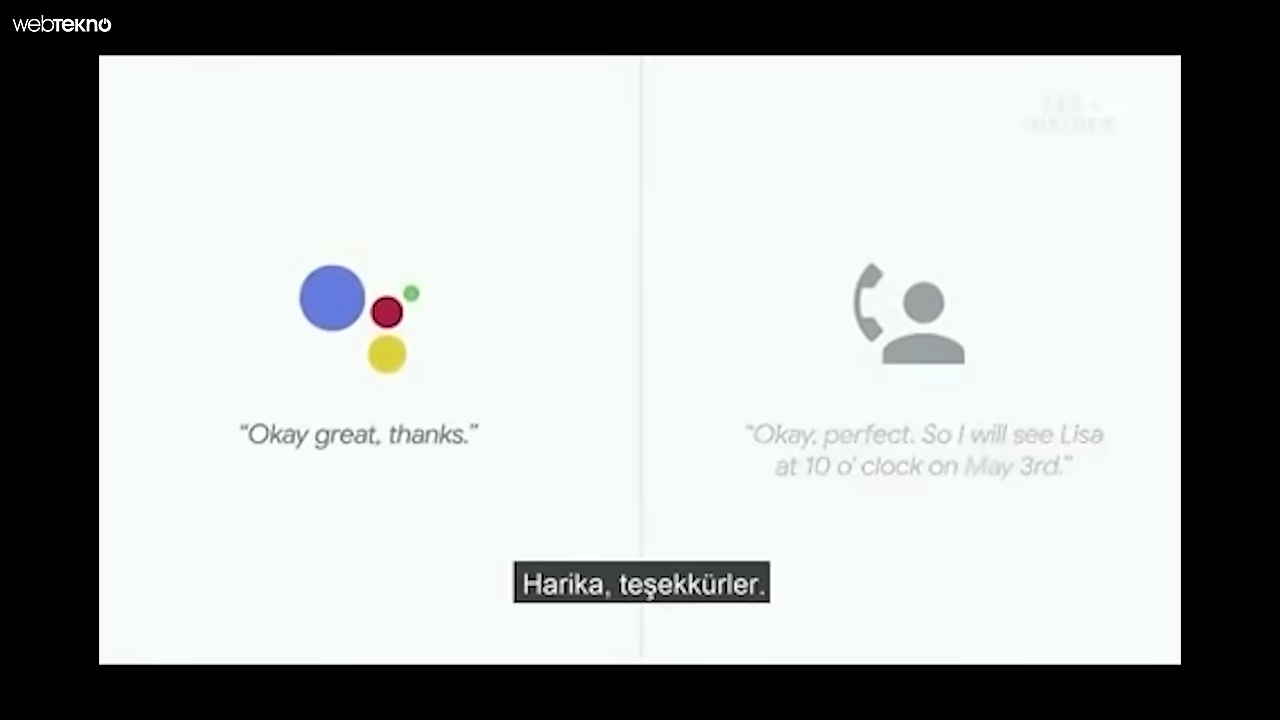 webtekno
“Okay great, thanks.”
“Okay, perfect. So I will see Lisa
at 10 o' clock on May 3rd.”
Harika, teşekkürler.